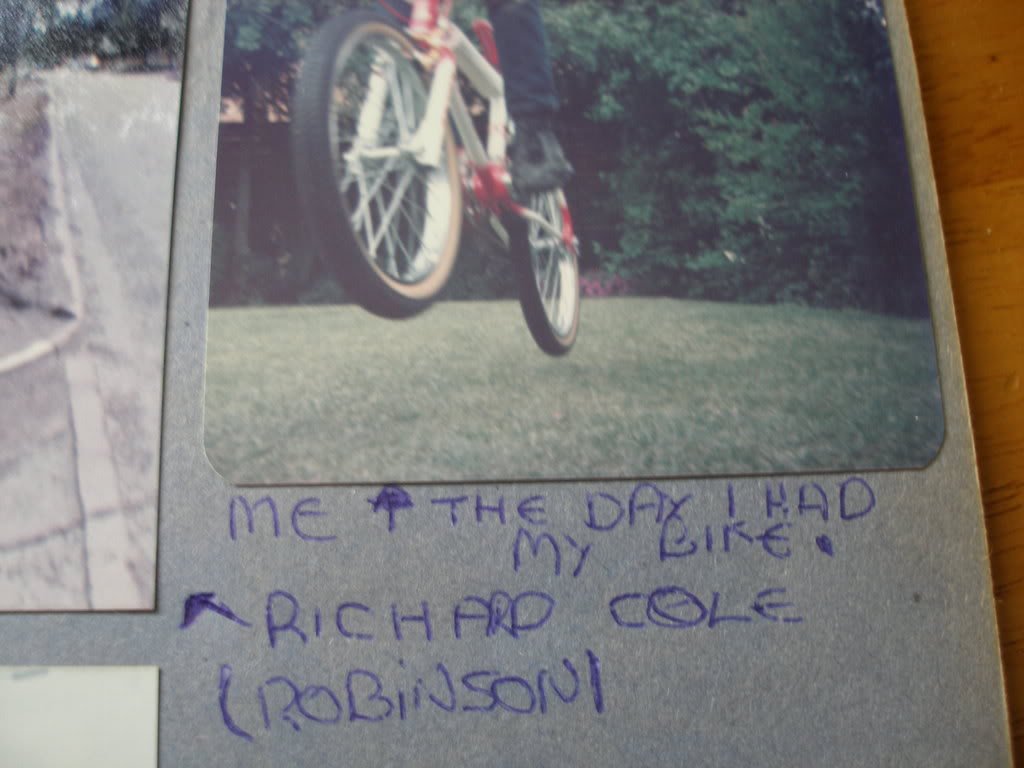 ME ↑ THE DAY I HAD
MY BIKE.
RICHARD COLE
(ROBINSON)